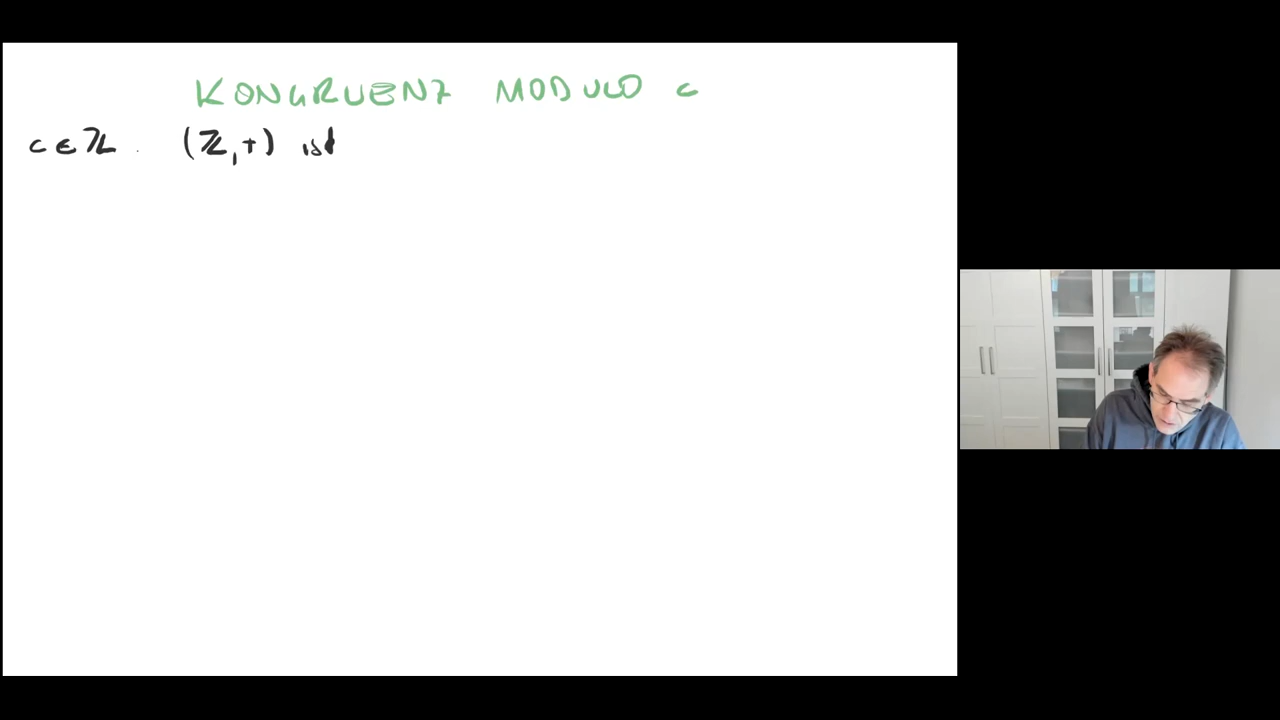 KONGRUENZ MODULO c
c ∈ ℤ. (ℤ, +) ist